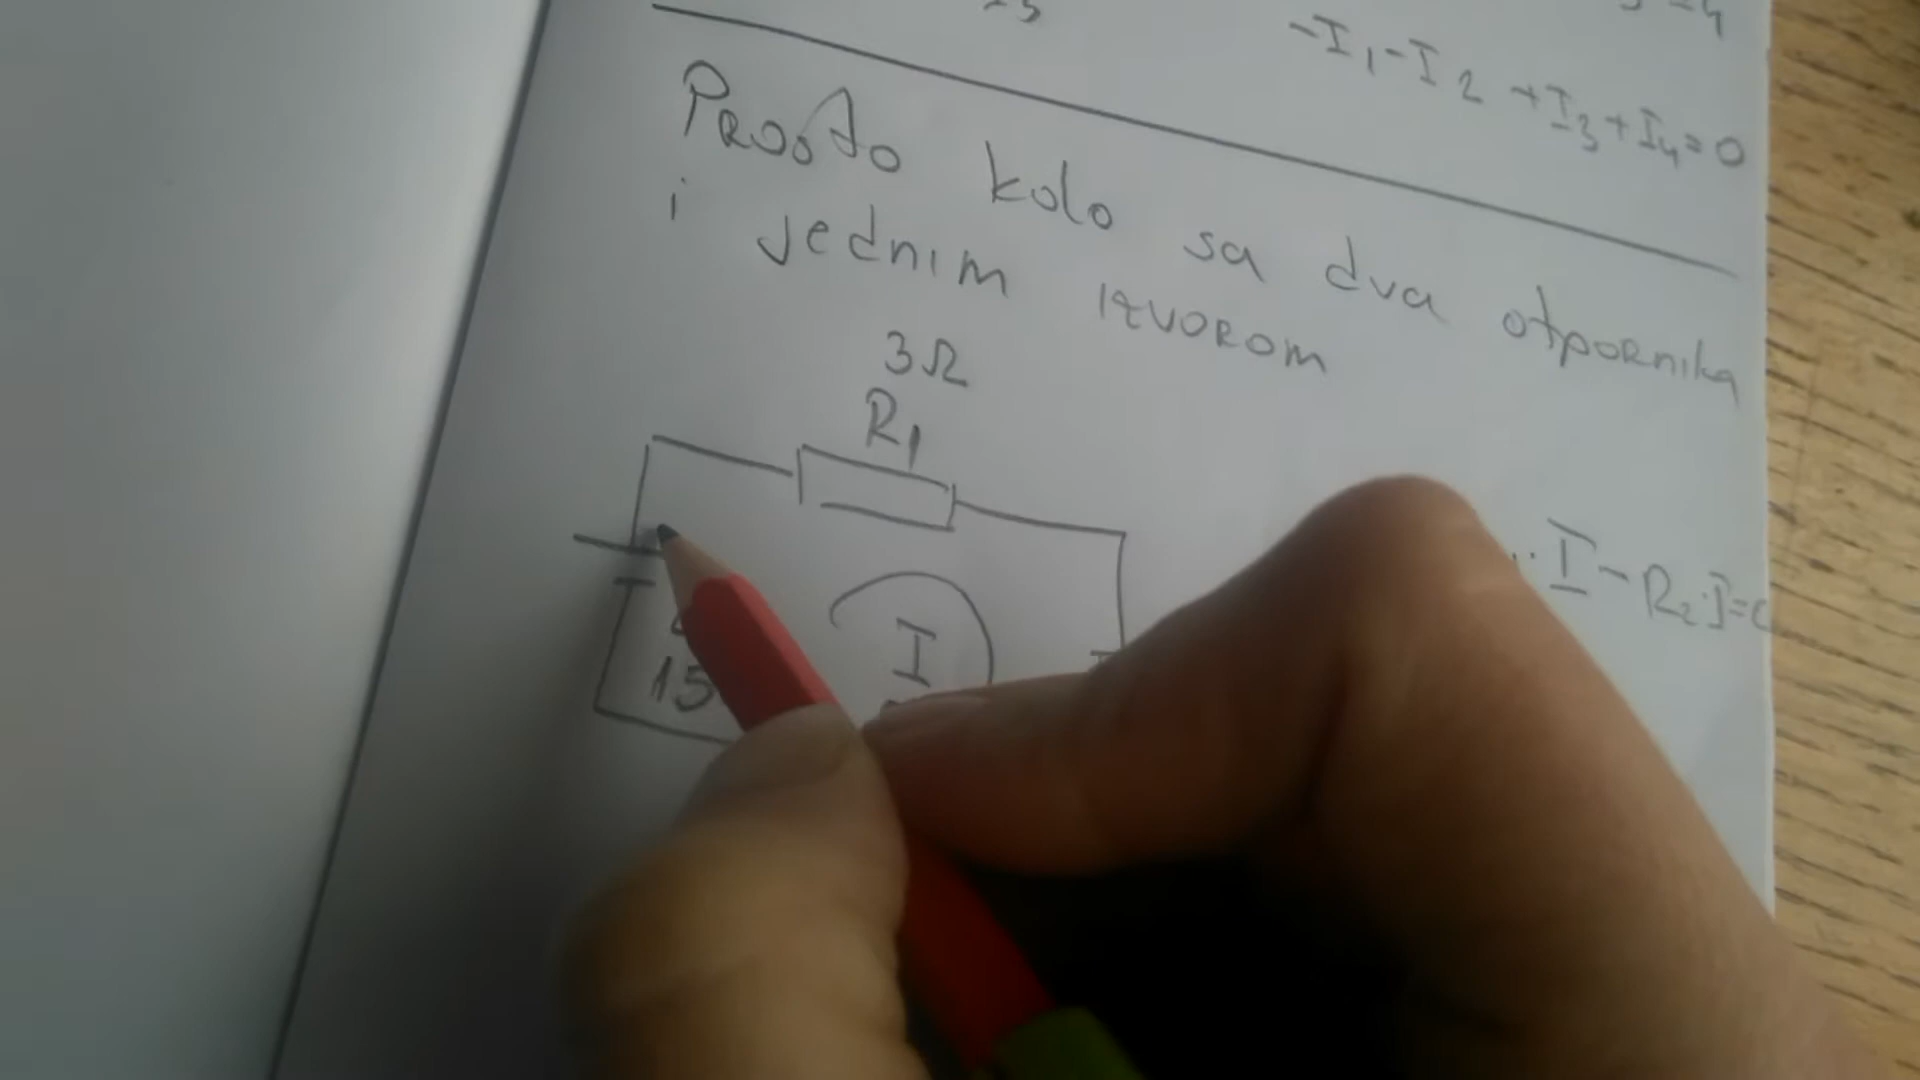 -I₁-I₂+I₃+I₄=0
Prosto kolo sa dva otpornika
i jednim izvorom
3Ω
R₁
I
15
I-R₂·I=